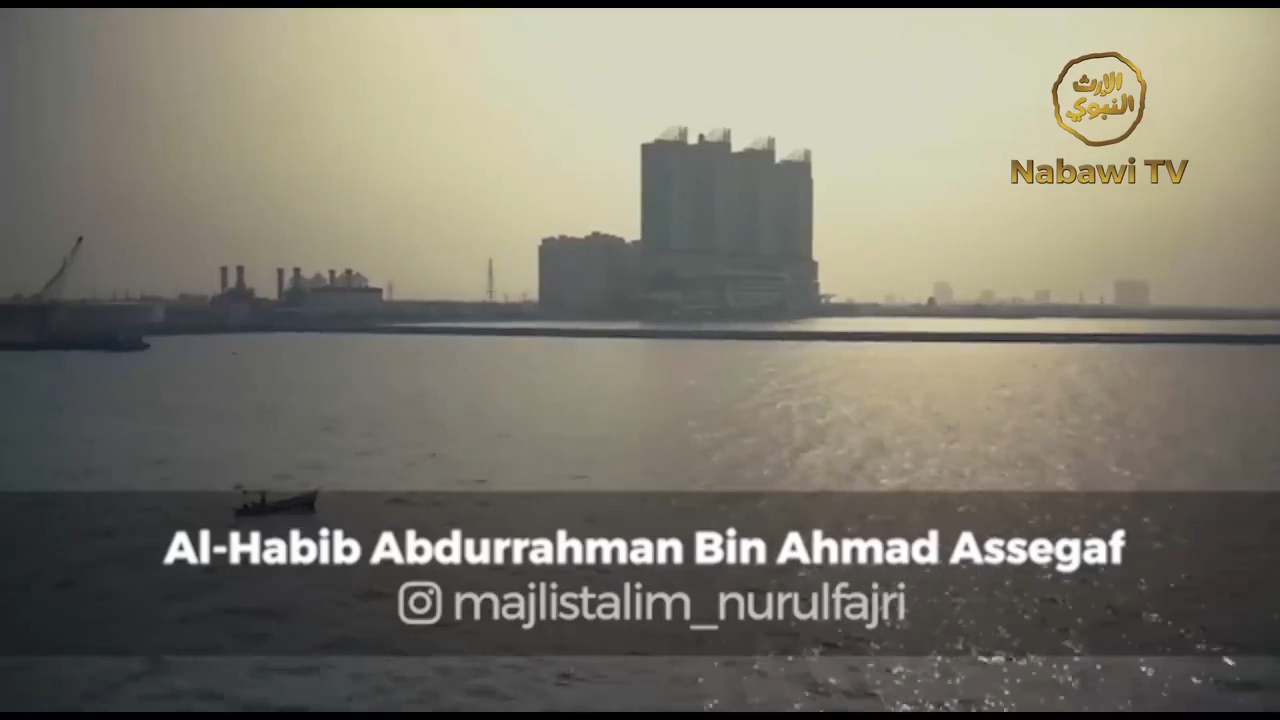 الإرث
النبوي
Nabawi TV
Al-Habib Abdurrahman Bin Ahmad Assegaf
majlistalim_nurulfajri